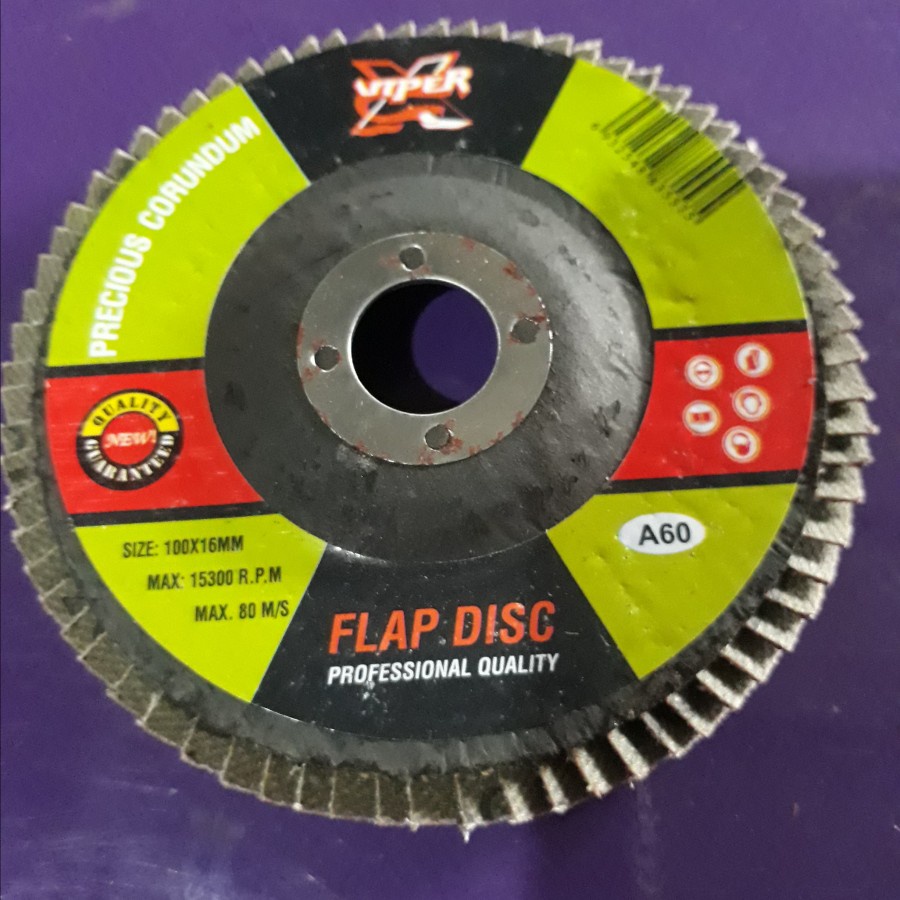 VIPER
X
PRECIOUS CORUNDUM
QUALITY
NEW!
GUARANTEED
SIZE: 100X16MM
MAX: 15300 R.P.M
MAX. 80 M/S
A60
FLAP DISC
PROFESSIONAL QUALITY